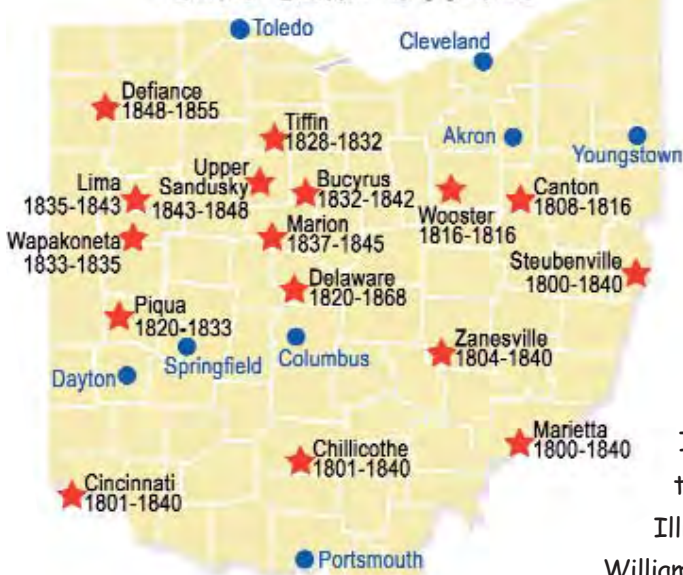 Toledo
Cleveland
Defiance
1848-1855
Tiffin
1828-1832
Akron
Youngstown
Lima
1835-1843
Upper
Sandusky
1843-1848
Bucyrus
1832-1842
Wooster
1816-1816
Canton
1808-1816
Wapakoneta
1833-1835
Marion
1837-1845
Steubenville
1800-1840
Delaware
1820-1868
Piqua
1820-1833
Springfield
Columbus
Zanesville
1804-1840
Dayton
Chillicothe
1801-1840
Marietta
1800-1840
Cincinnati
1801-1840
Ill
William
Portsmouth